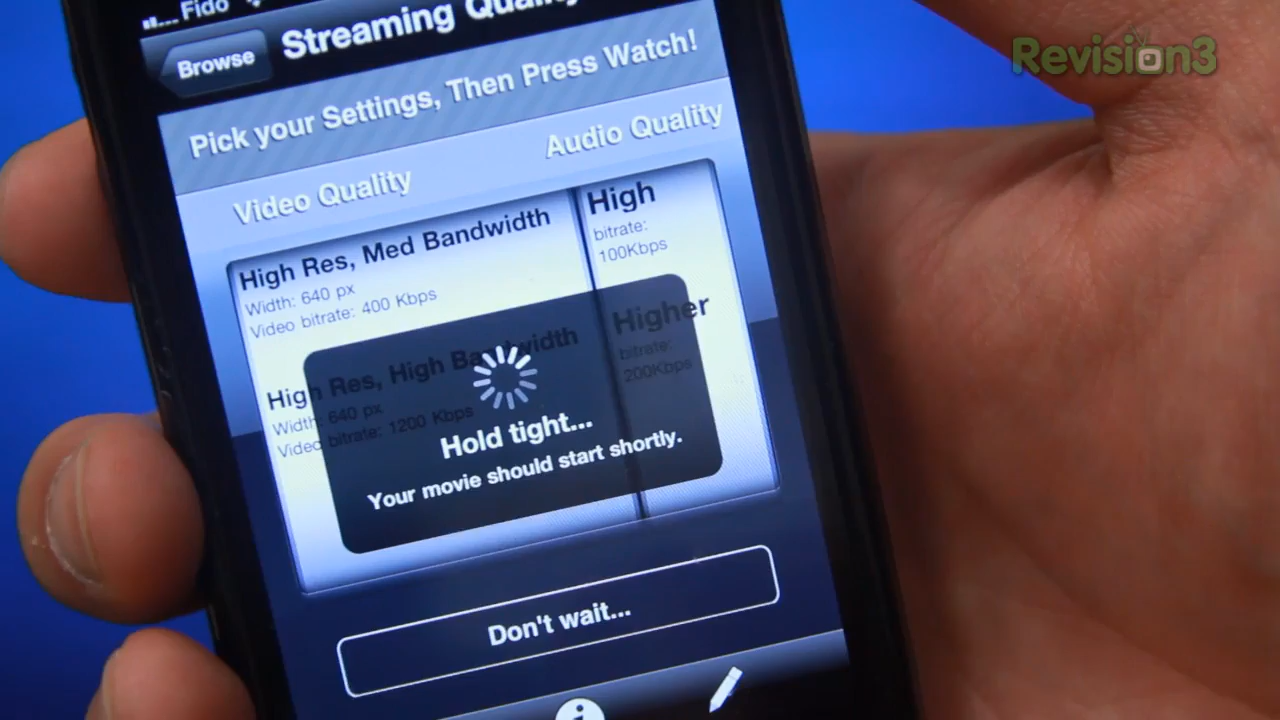 Fido
Revision3
Browse
Streaming Quality
Pick your Settings, Then Press Watch!
Video Quality
Audio Quality
High Res, Med Bandwidth
Width: 640 px
Video bitrate: 400 Kbps
High
bitrate:
100Kbps
High Res, High Bandwidth
Width: 640 px
Video bitrate: 1200 Kbps
Higher
bitrate:
200Kbps
Hold tight...
Your movie should start shortly.
Don't wait...
i